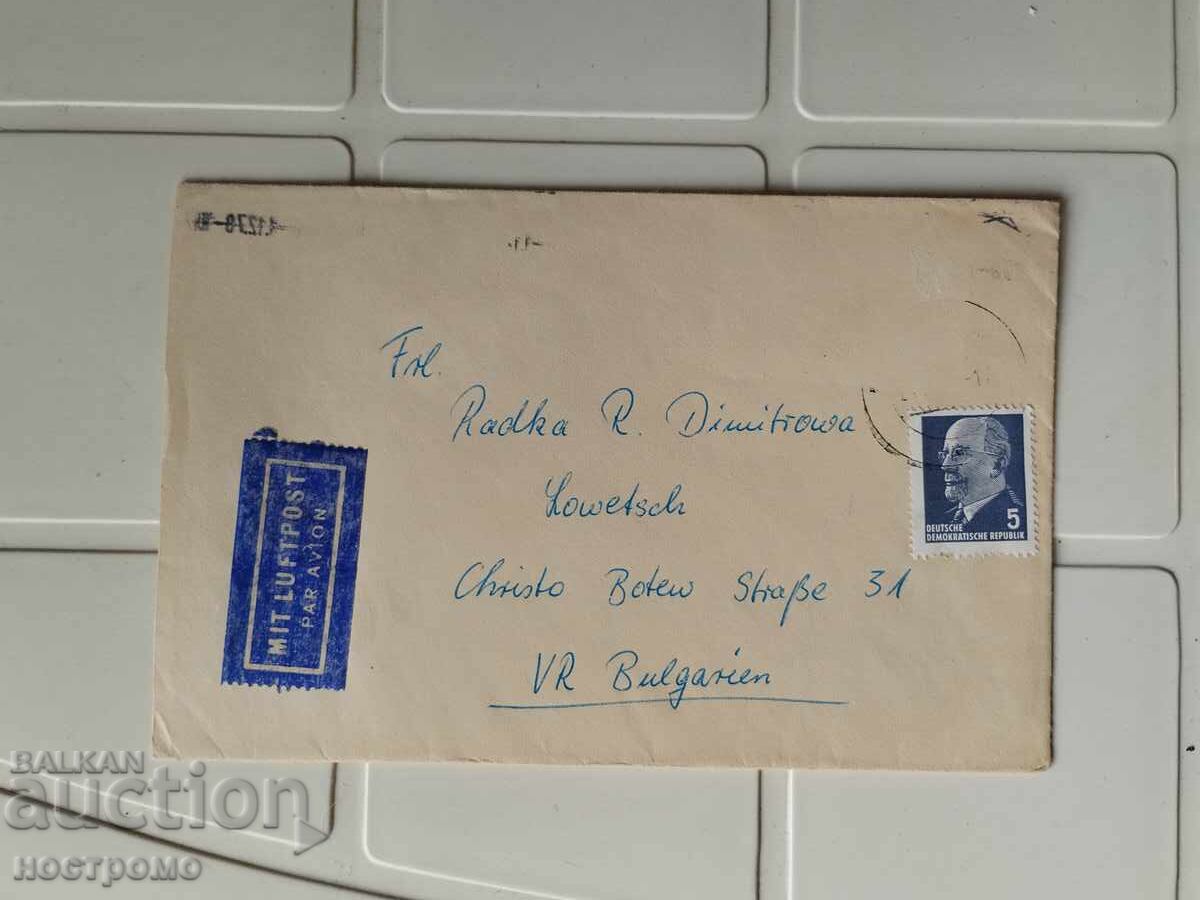 Frl.
Radka R. Dimitrowa
Lowetsch
Christo Botew Straße 31
VR Bulgarien
MIT LUFTPOST
PAR AVION
5
DEUTSCHE
DEMOKRATISCHE REPUBLIK
BALKAN
auction
ностромо